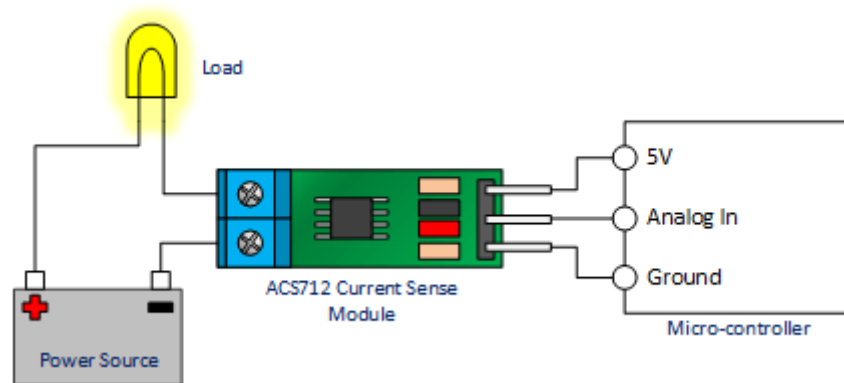 Load
5V
Analog In
Ground
ACS712 Current Sense
Module
Micro-controller
Power Source